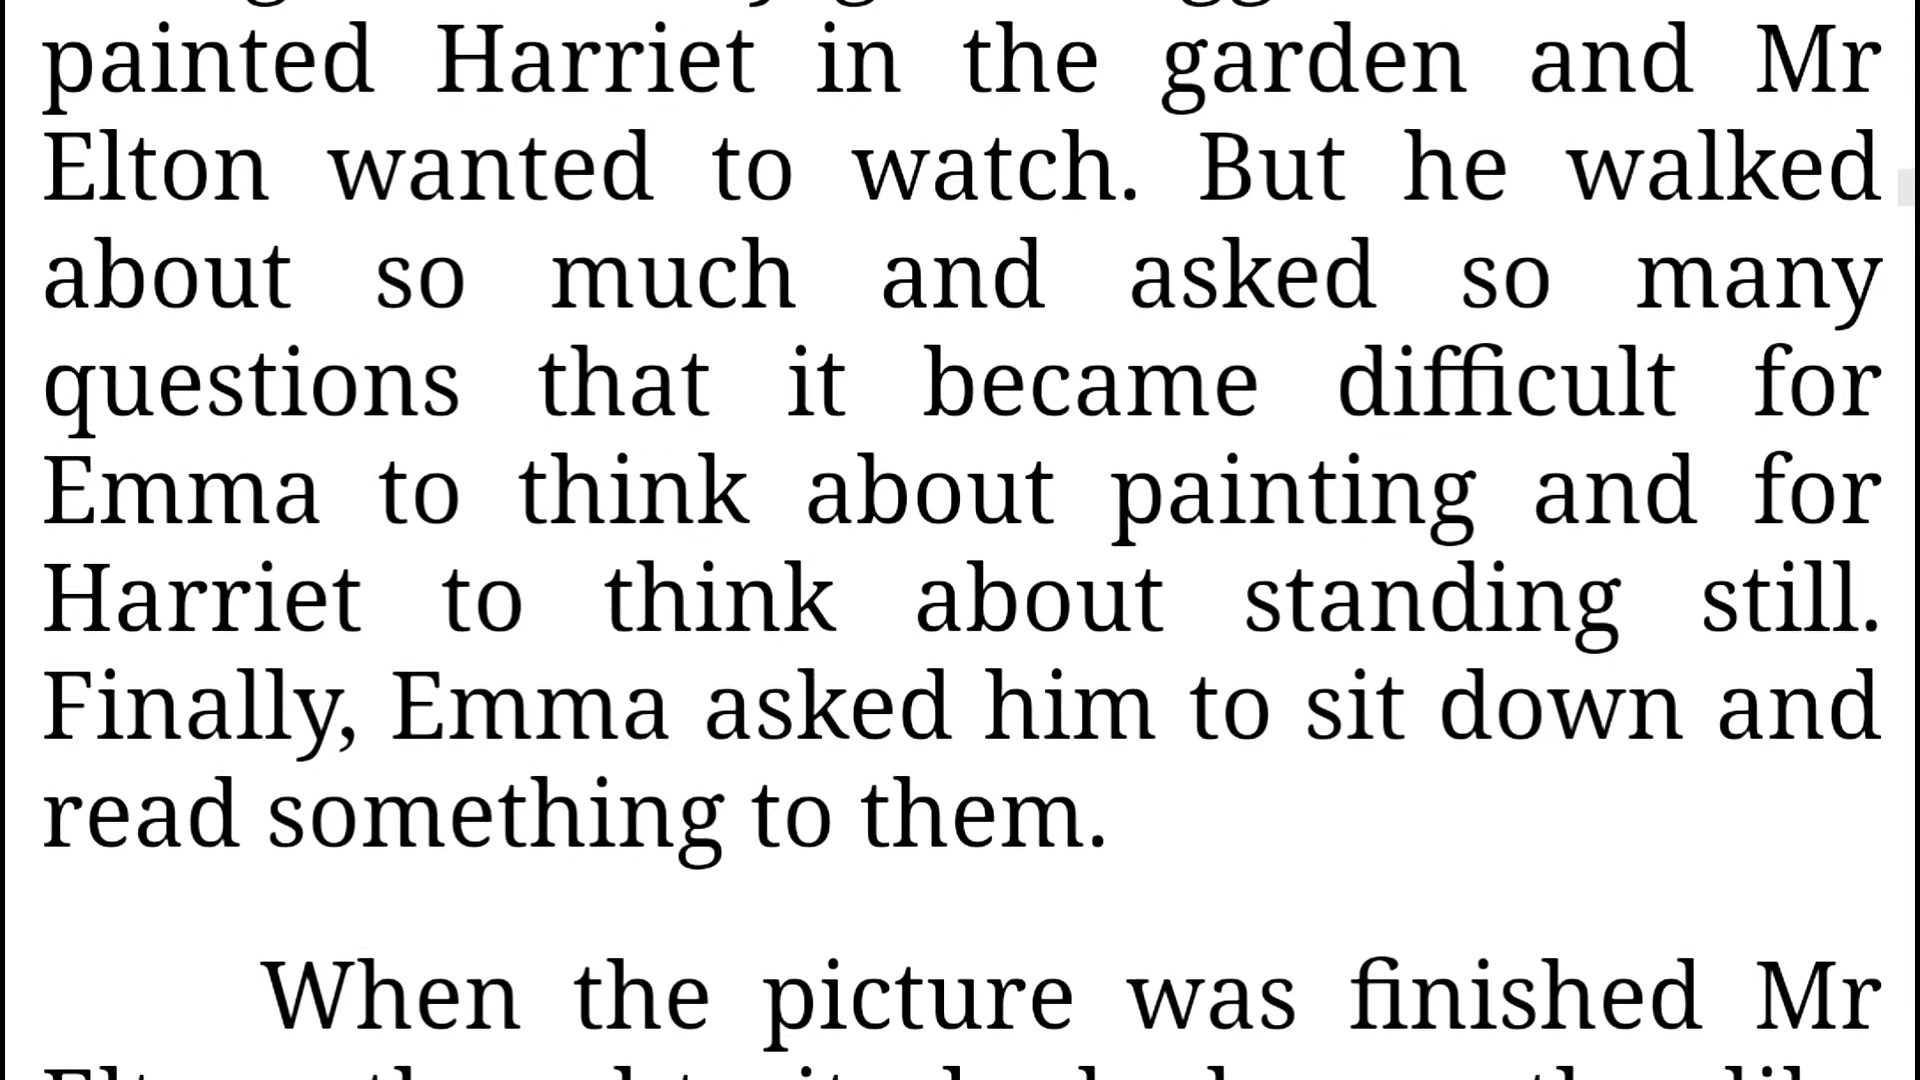 painted Harriet in the garden and Mr
Elton wanted to watch. But he walked
about so much and asked so many
questions that it became difficult for
Emma to think about painting and for
Harriet to think about standing still.
Finally, Emma asked him to sit down and
read something to them.
When the picture was finished Mr